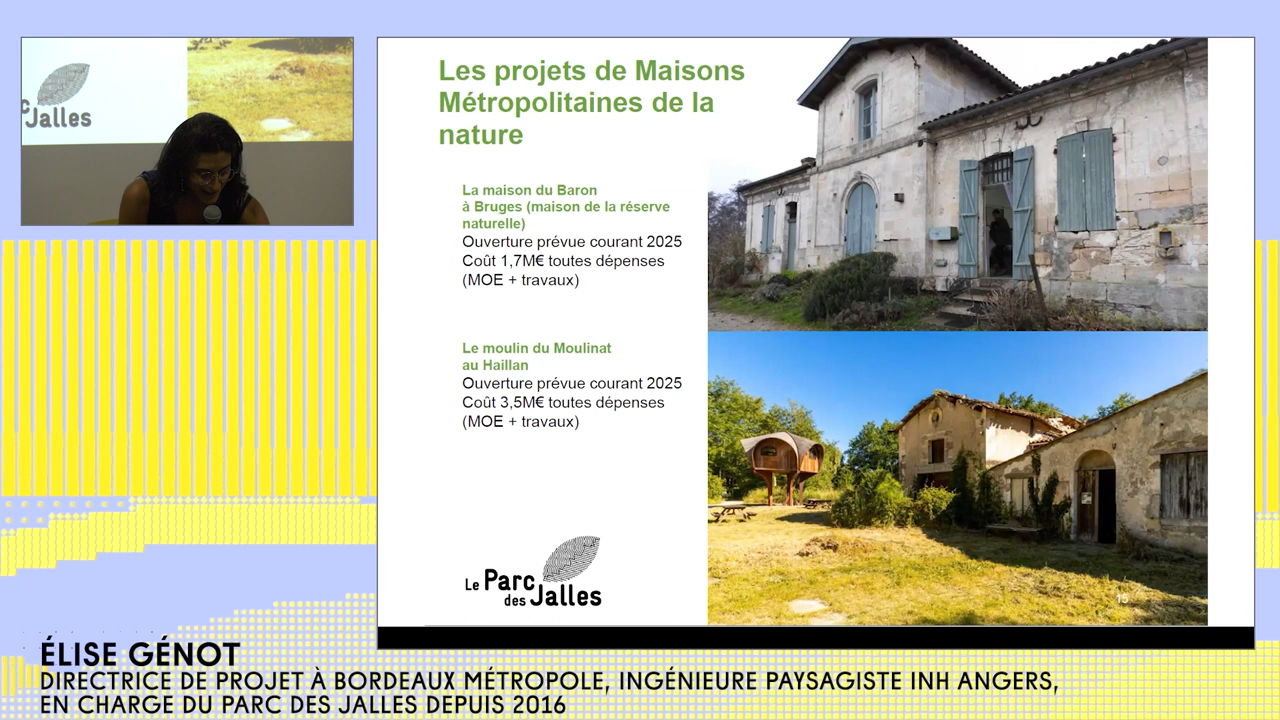 Jalles
Les projets de Maisons
Métropolitaines de la
nature
La maison du Baron
à Bruges (maison de la réserve
naturelle)
Ouverture prévue courant 2025
Coût 1,7M€ toutes dépenses
(MOE + travaux)
Le moulin du Moulinat
au Haillan
Ouverture prévue courant 2025
Coût 3,5M€ toutes dépenses
(MOE + travaux)
Le Parc
des Jalles
15
ÉLISE GÉNOT
DIRECTRICE DE PROJET À BORDEAUX MÉTROPOLE, INGÉNIEURE PAYSAGISTE INH ANGERS,
EN CHARGE DU PARC DES JALLES DEPUIS 2016